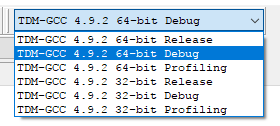 TDM-GCC 4.9.2 64-bit Debug
TDM-GCC 4.9.2 64-bit Release
TDM-GCC 4.9.2 64-bit Debug
TDM-GCC 4.9.2 64-bit Profiling
TDM-GCC 4.9.2 32-bit Release
TDM-GCC 4.9.2 32-bit Debug
TDM-GCC 4.9.2 32-bit Profiling